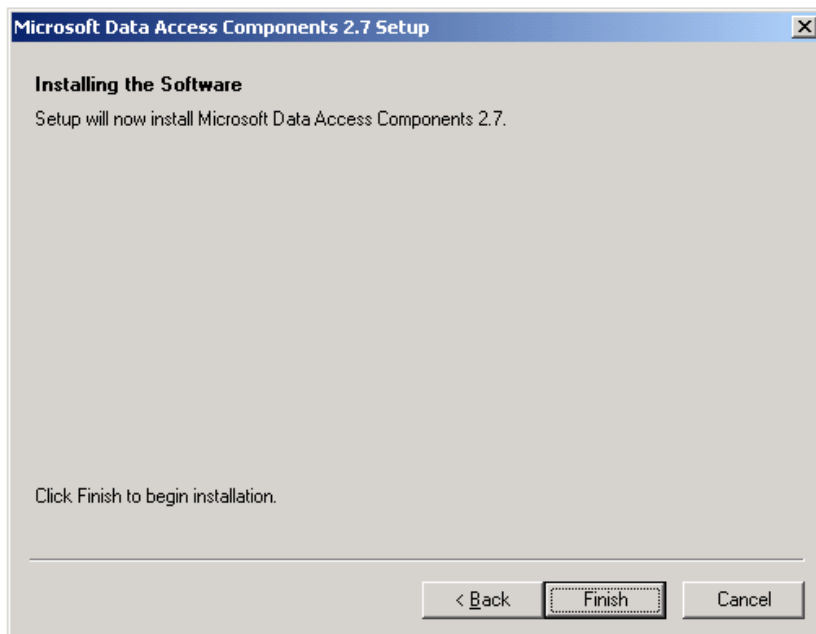 Microsoft Data Access Components 2.7 Setup
Installing the Software
Setup will now install Microsoft Data Access Components 2.7.
Click Finish to begin installation.
< Back Finish Cancel